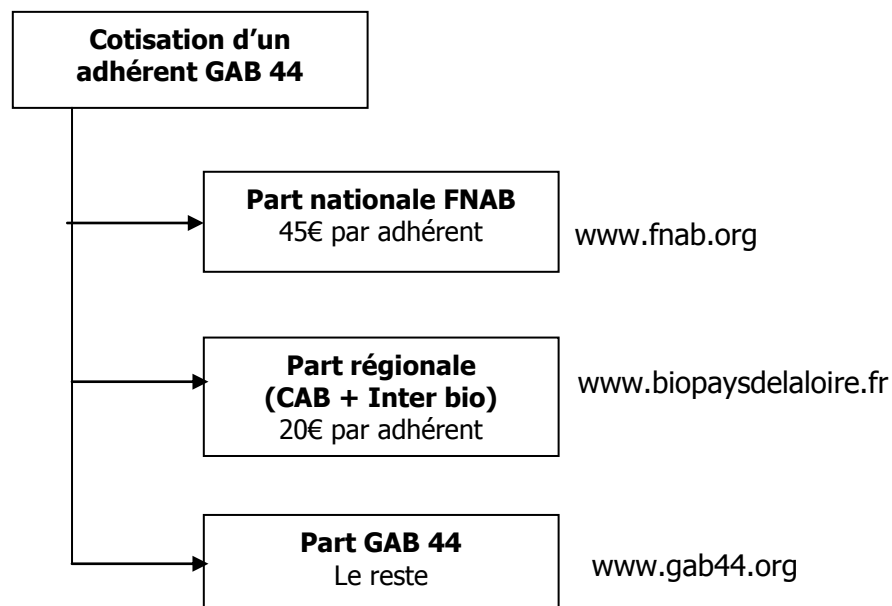 Cotisation d’un
adhérent GAB 44
Part nationale FNAB
45€ par adhérent
www.fnab.org
Part régionale
(CAB + Inter bio)
20€ par adhérent
www.biopaysdelaloire.fr
Part GAB 44
Le reste
www.gab44.org